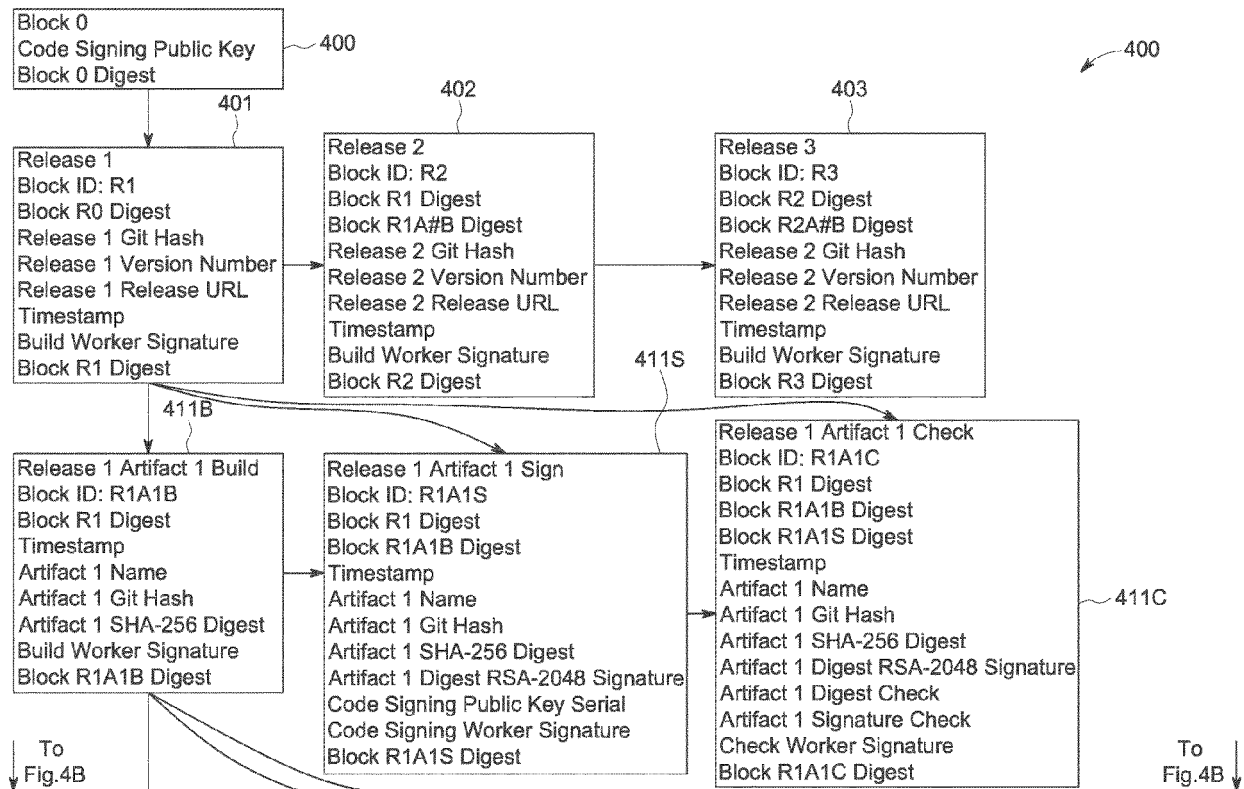 Block 0
Code Signing Public Key
Block 0 Digest
400
400
401
Release 1
Block ID: R1
Block R0 Digest
Release 1 Git Hash
Release 1 Version Number
Release 1 Release URL
Timestamp
Build Worker Signature
Block R1 Digest
402
Release 2
Block ID: R2
Block R1 Digest
Block R1A#B Digest
Release 2 Git Hash
Release 2 Version Number
Release 2 Release URL
Timestamp
Build Worker Signature
Block R2 Digest
403
Release 3
Block ID: R3
Block R2 Digest
Block R2A#B Digest
Release 2 Git Hash
Release 2 Version Number
Release 2 Release URL
Timestamp
Build Worker Signature
Block R3 Digest
411B
Release 1 Artifact 1 Build
Block ID: R1A1B
Block R1 Digest
Timestamp
Artifact 1 Name
Artifact 1 Git Hash
Artifact 1 SHA-256 Digest
Build Worker Signature
Block R1A1B Digest
411S
Release 1 Artifact 1 Sign
Block ID: R1A1S
Block R1 Digest
Block R1A1B Digest
Timestamp
Artifact 1 Name
Artifact 1 Git Hash
Artifact 1 SHA-256 Digest
Artifact 1 Digest RSA-2048 Signature
Code Signing Public Key Serial
Code Signing Worker Signature
Block R1A1S Digest
Release 1 Artifact 1 Check
Block ID: R1A1C
Block R1 Digest
Block R1A1B Digest
Block R1A1S Digest
Timestamp
Artifact 1 Name
Artifact 1 Git Hash
Artifact 1 SHA-256 Digest
Artifact 1 Digest RSA-2048 Signature
Artifact 1 Digest Check
Artifact 1 Signature Check
Check Worker Signature
Block R1A1C Digest
411C
To
Fig.4B
To
Fig.4B